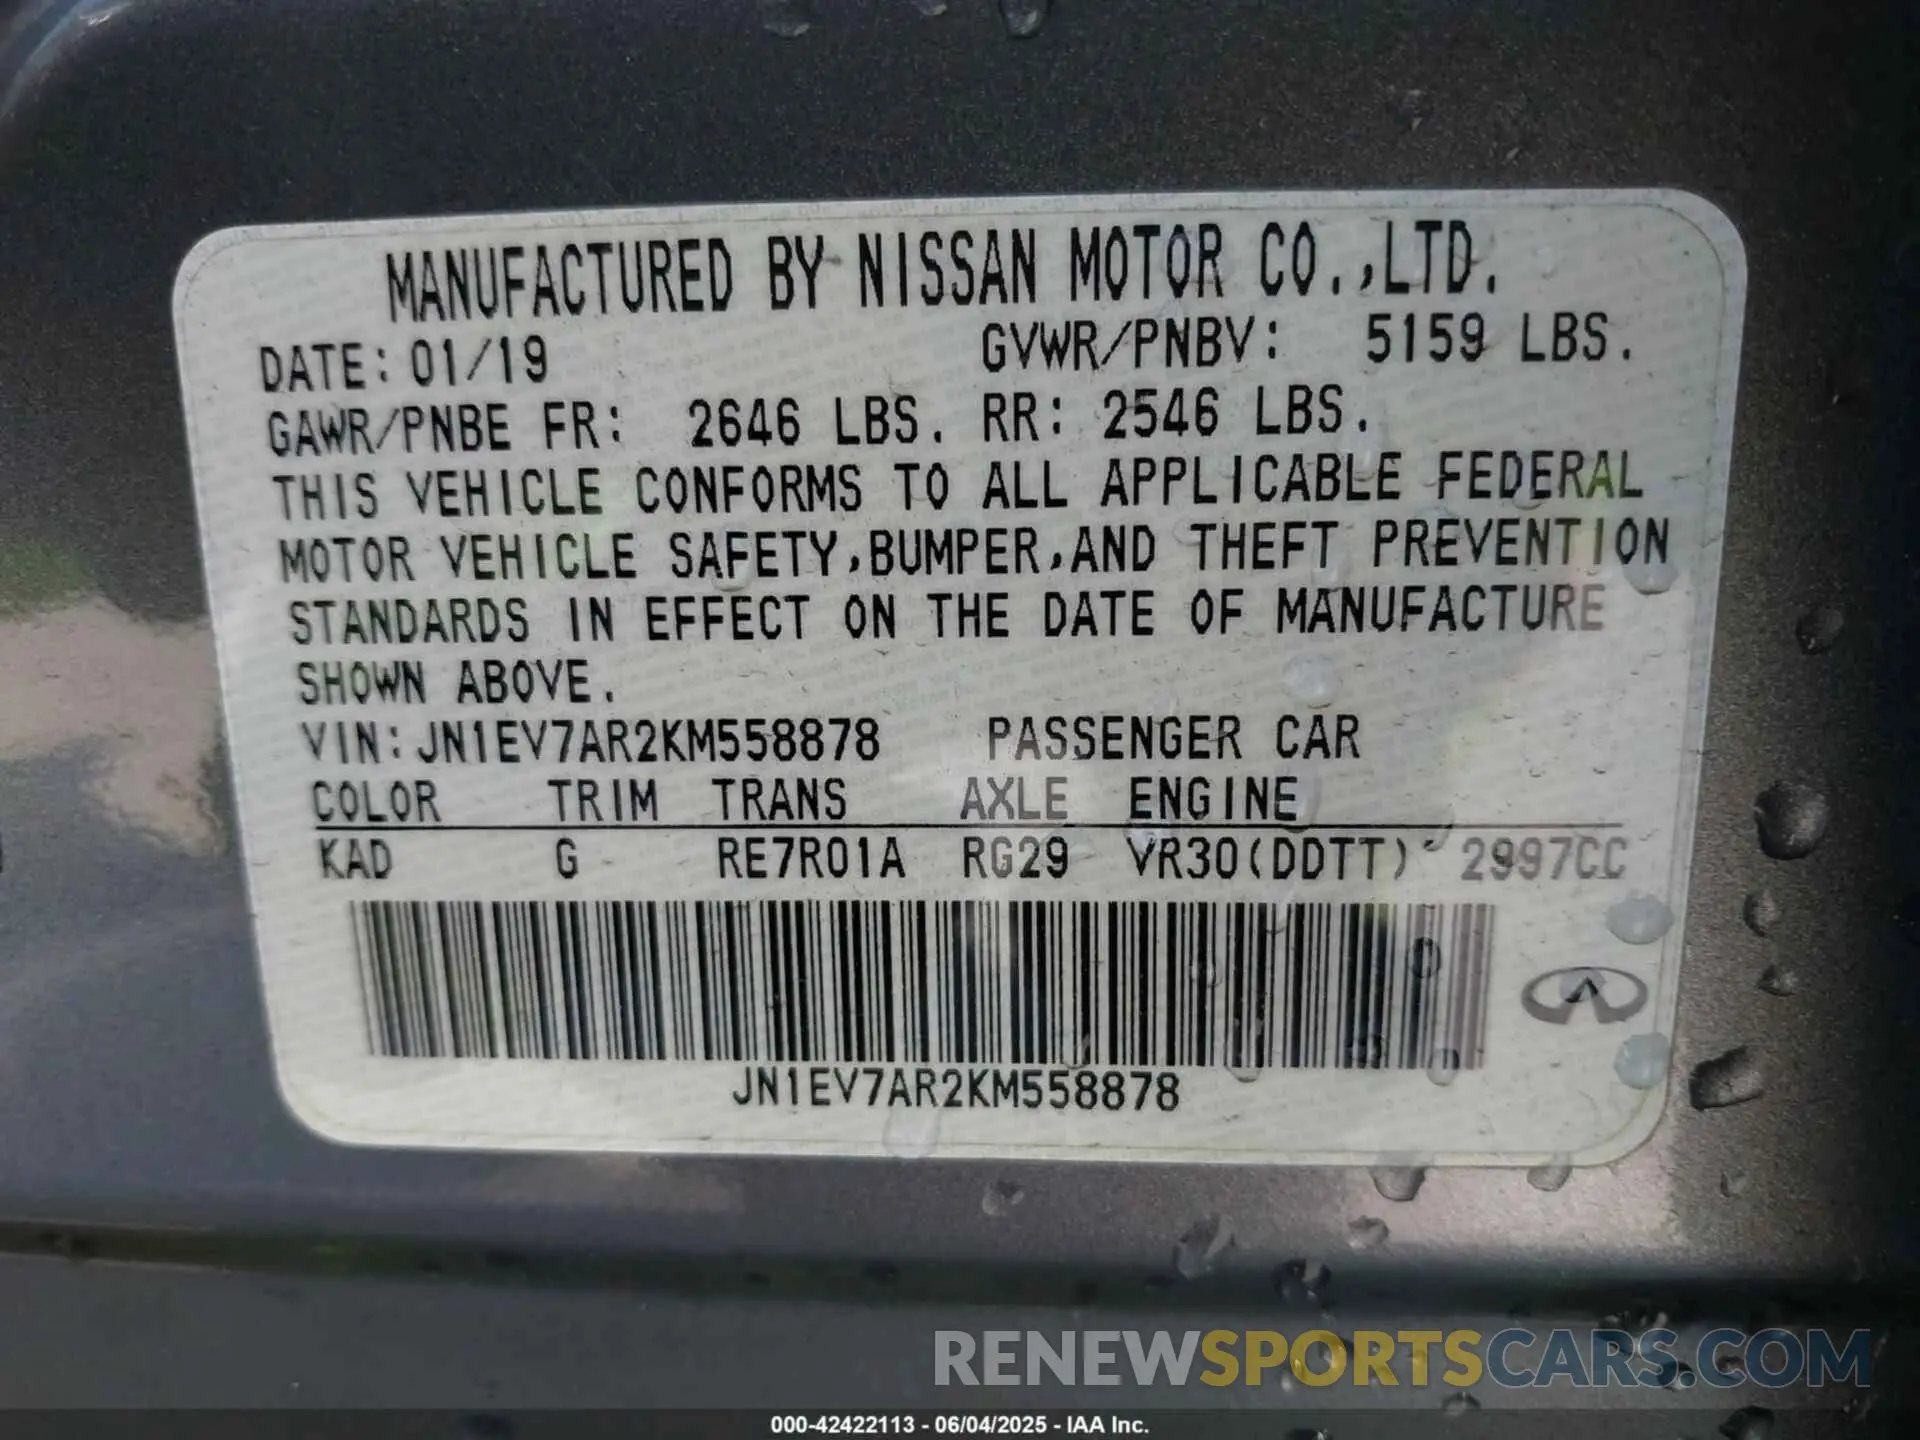 MANUFACTURED BY NISSAN MOTOR CO.,LTD.
DATE: 01/19 GVWR/PNBV: 5159 LBS.
GAWR/PNBE FR: 2646 LBS. RR: 2546 LBS.
THIS VEHICLE CONFORMS TO ALL APPLICABLE FEDERAL
MOTOR VEHICLE SAFETY,BUMPER,AND THEFT PREVENTION
STANDARDS IN EFFECT ON THE DATE OF MANUFACTURE
SHOWN ABOVE.
VIN:JN1EV7AR2KM558878 PASSENGER CAR
COLOR TRIM TRANS AXLE ENGINE
KAD G RE7R01A RG29 VR30(DDTT) 2997CC
JN1EV7AR2KM558878
RENEWSPORTSCARS.COM
000-42422113 - 06/04/2025 - IAA Inc.